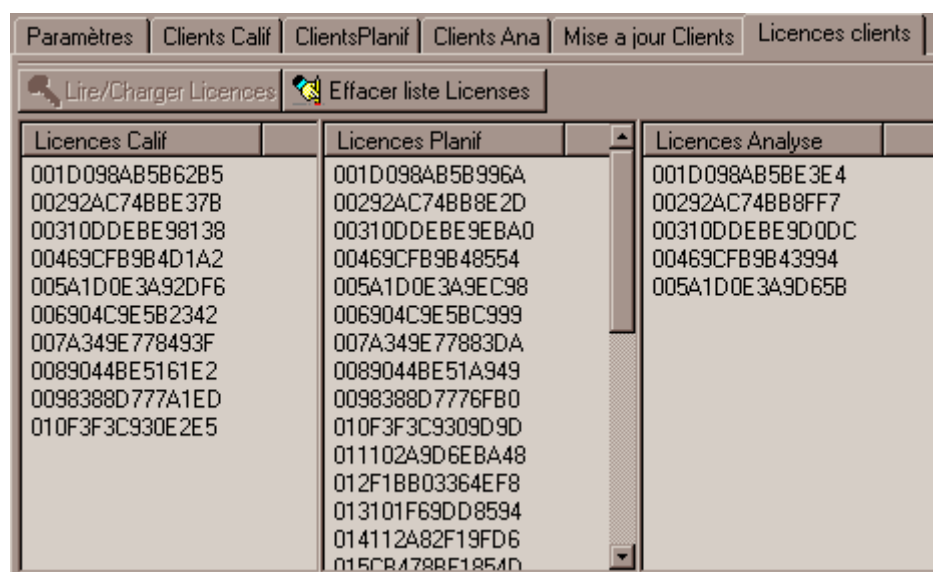 Paramètres Clients Calif ClientsPlanif Clients Ana Mise a jour Clients Licences clients
Lire/Charger Licences Effacer liste Licenses
Licences Calif
001D098AB5B62B5
00292AC74BBE37B
00310DDEBE98138
00469CFB9B4D1A2
005A1D0E3A92DF6
006904C9E5B2342
007A349E778493F
0089044BE5161E2
0098388D777A1ED
010F3F3C930E2E5
Licences Planif
001D098AB5B996A
00292AC74BB8E2D
00310DDEBE9EBA0
00469CFB9B48554
005A1D0E3A9EC98
006904C9E5BC999
007A349E77883DA
0089044BE51A949
0098388D7776FB0
010F3F3C9309D9D
011102A9D6EBA48
012F1BB03364EF8
013101F69DD8594
014112A82F19FD6
015CB478BF1854D
Licences Analyse
001D098AB5BE3E4
00292AC74BB8FF7
00310DDEBE9D0DC
00469CFB9B43994
005A1D0E3A9D65B